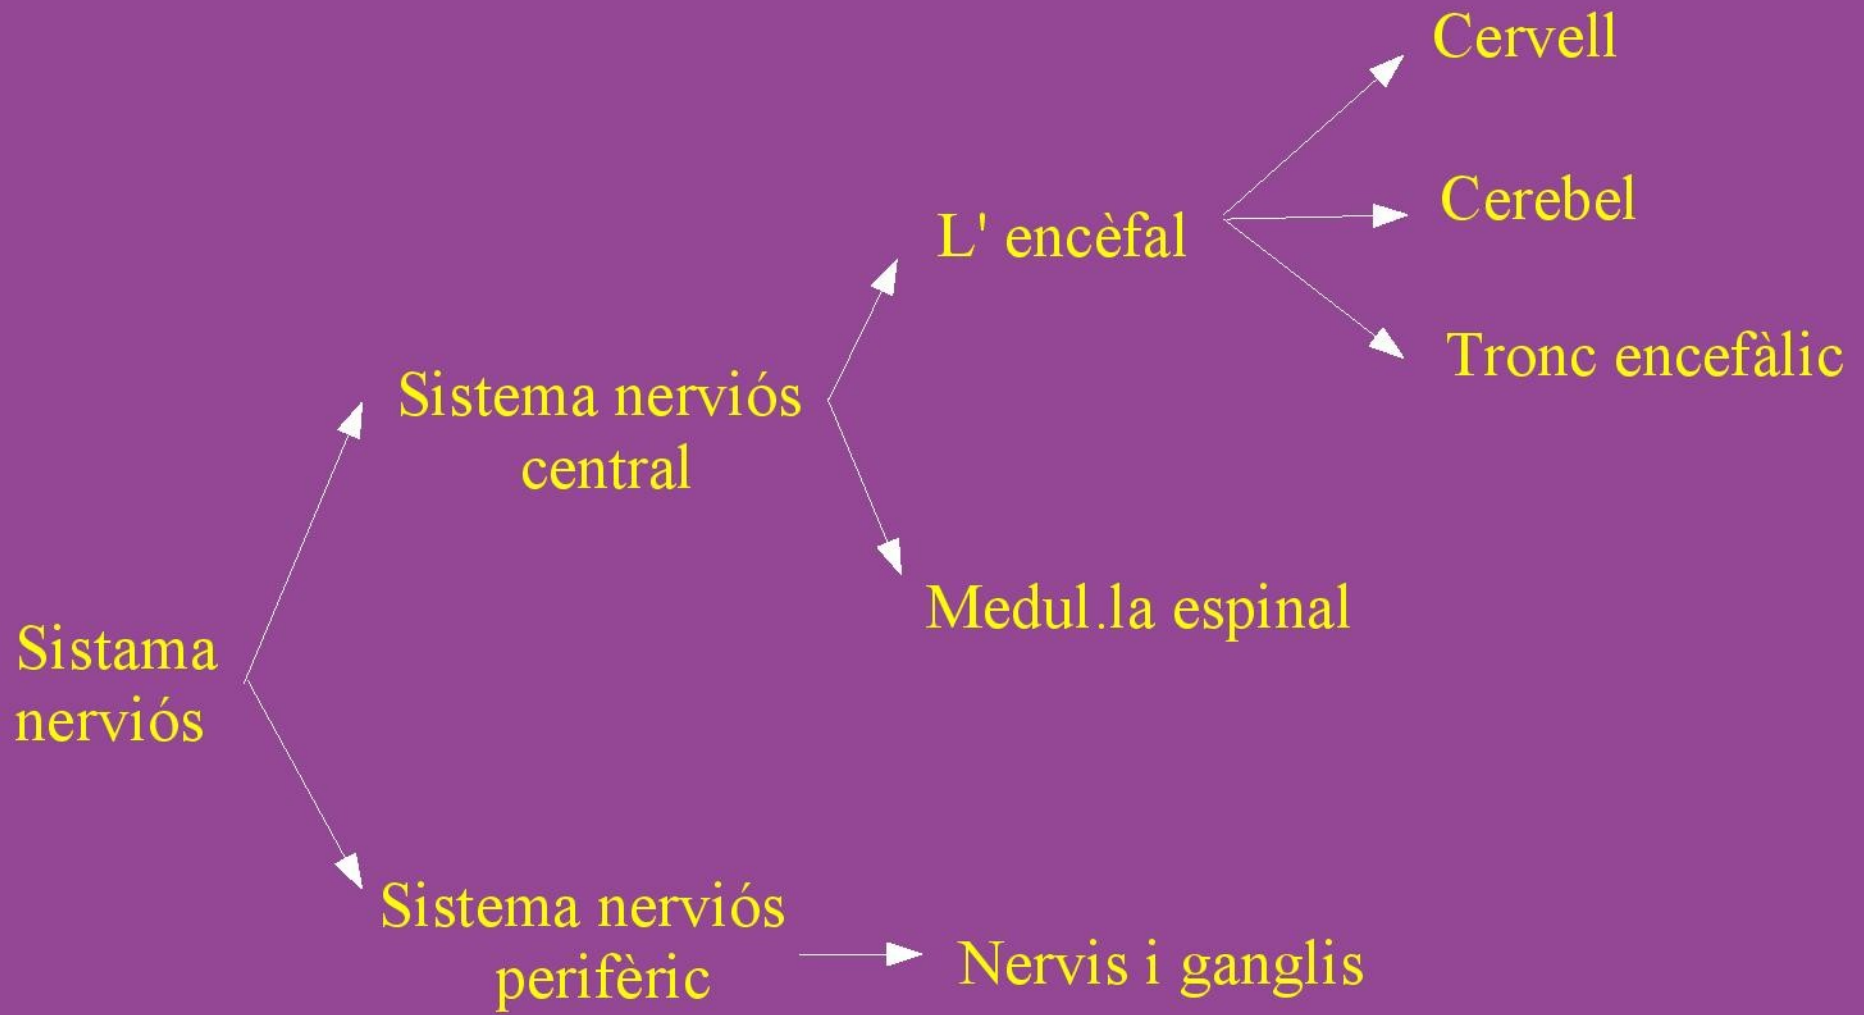 Cervell
Cerebel
L' encèfal
Tronc encefàlic
Sistema nerviós
central
Medul.la espinal
Sistama
nerviós
Sistema nerviós
perifèric
Nervis i ganglis